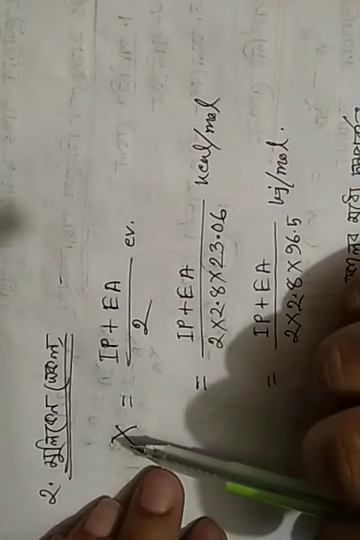 ২. মুলিকেন স্কেল
X = IP + EA / 2 ev.
= IP + EA / 2 X 2.8 X 23.06 kcal/mol
= IP + EA / 2 X 2.8 X 96.5 kj/mol.